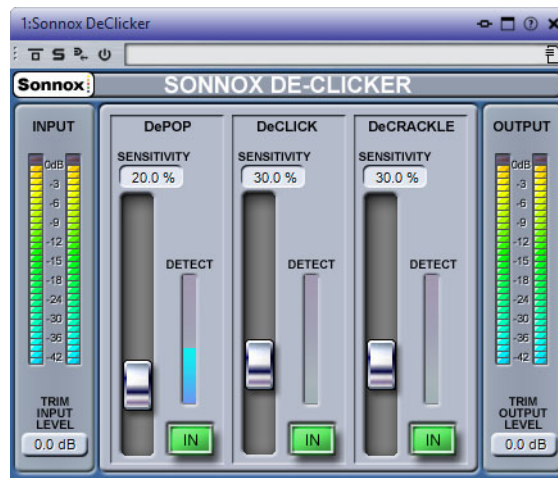 1:Sonnox DeClicker
Sonnox
SONNOX DE-CLICKER
INPUT
0dB
-3
-6
-9
-12
-15
-18
-24
-30
-36
-42
TRIM
INPUT
LEVEL
0.0 dB
DePOP
SENSITIVITY
20.0 %
DETECT
IN
DeCLICK
SENSITIVITY
30.0 %
DETECT
IN
DeCRACKLE
SENSITIVITY
30.0 %
DETECT
IN
OUTPUT
0dB
-3
-6
-9
-12
-15
-18
-24
-30
-36
-42
TRIM
OUTPUT
LEVEL
0.0 dB